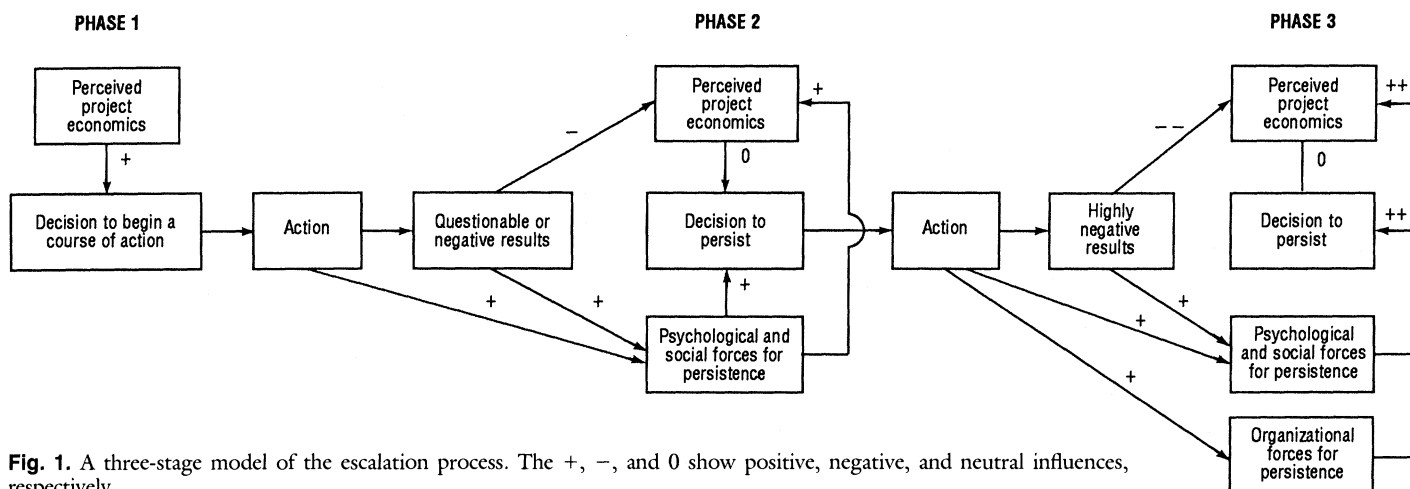 PHASE 1
PHASE 2
PHASE 3
Perceived
project
economics
+
Decision to begin a
course of action
Action
Questionable or
negative results
−
+
+
Perceived
project
economics
+
0
Decision to
persist
+
Psychological and
social forces for
persistence
Action
Highly
negative
results
− −
+
+
+
Perceived
project
economics
++
0
Decision to
persist
++
Psychological
and social forces
for persistence
Organizational
forces for
persistence
Fig. 1. A three-stage model of the escalation process. The +, −, and 0 show positive, negative, and neutral influences,
respectively.